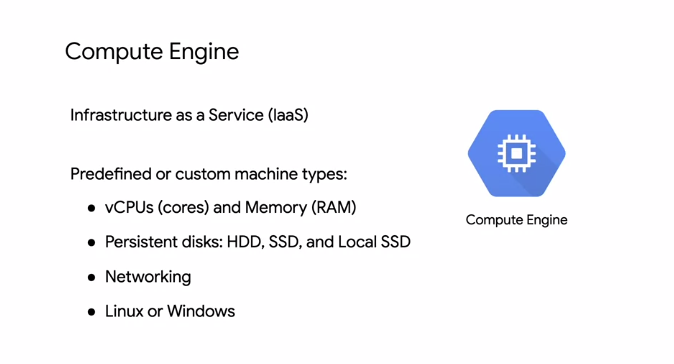 Compute Engine
Infrastructure as a Service (IaaS)
Predefined or custom machine types:
● vCPUs (cores) and Memory (RAM)
● Persistent disks: HDD, SSD, and Local SSD
● Networking
● Linux or Windows
Compute Engine